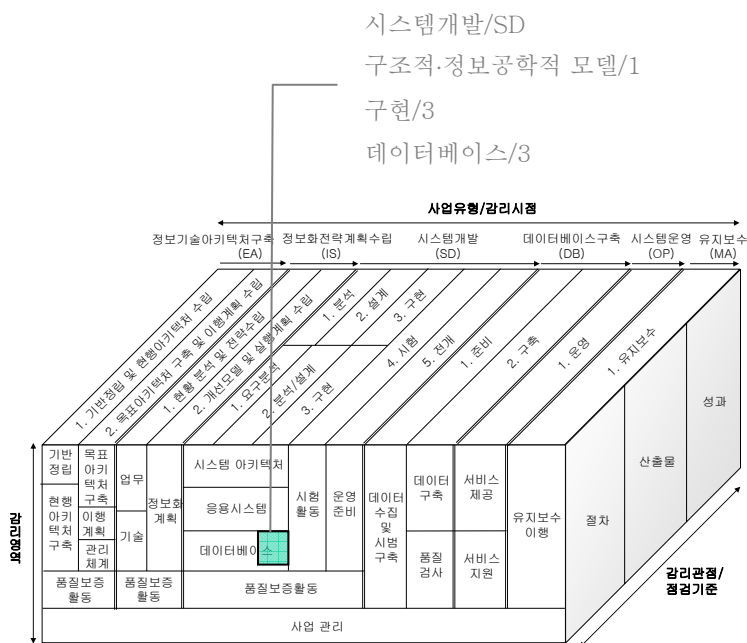 시스템개발/SD
구조적·정보공학적 모델/1
구현/3
데이터베이스/3
사업유형/감리시점
정보기술아키텍처구축
(EA)
정보화전략계획수립
(IS)
시스템개발
(SD)
데이터베이스구축
(DB)
시스템운영
(OP)
유지보수
(MA)
1. 기반정립 및 현행아키텍처 수립
2. 목표아키텍처 구축 및 이행계획 수립
1. 현황 분석 및 전략수립
2. 개선모델 및 실행계획 수립
1. 분석
2. 설계
3. 구현
1. 요구분석
2. 분석/설계
3. 구현
4. 시험
5. 전개
1. 준비
2. 구축
1. 운영
1. 유지보수
감리영역
기반
정립
현행
아키
텍처
구축
목표
아키
텍처
구축
이행
계획
관리
체계
품질보증
활동
업무
기술
정보화
계획
품질보증
활동
시스템 아키텍처
응용시스템
데이터베이스
시험
활동
운영
준비
품질보증활동
데이터
수집
및
시범
구축
데이터
구축
품질
검사
서비스
제공
서비스
지원
유지보수
이행
사업 관리
절차
산출물
성과
감리관점/
점검기준